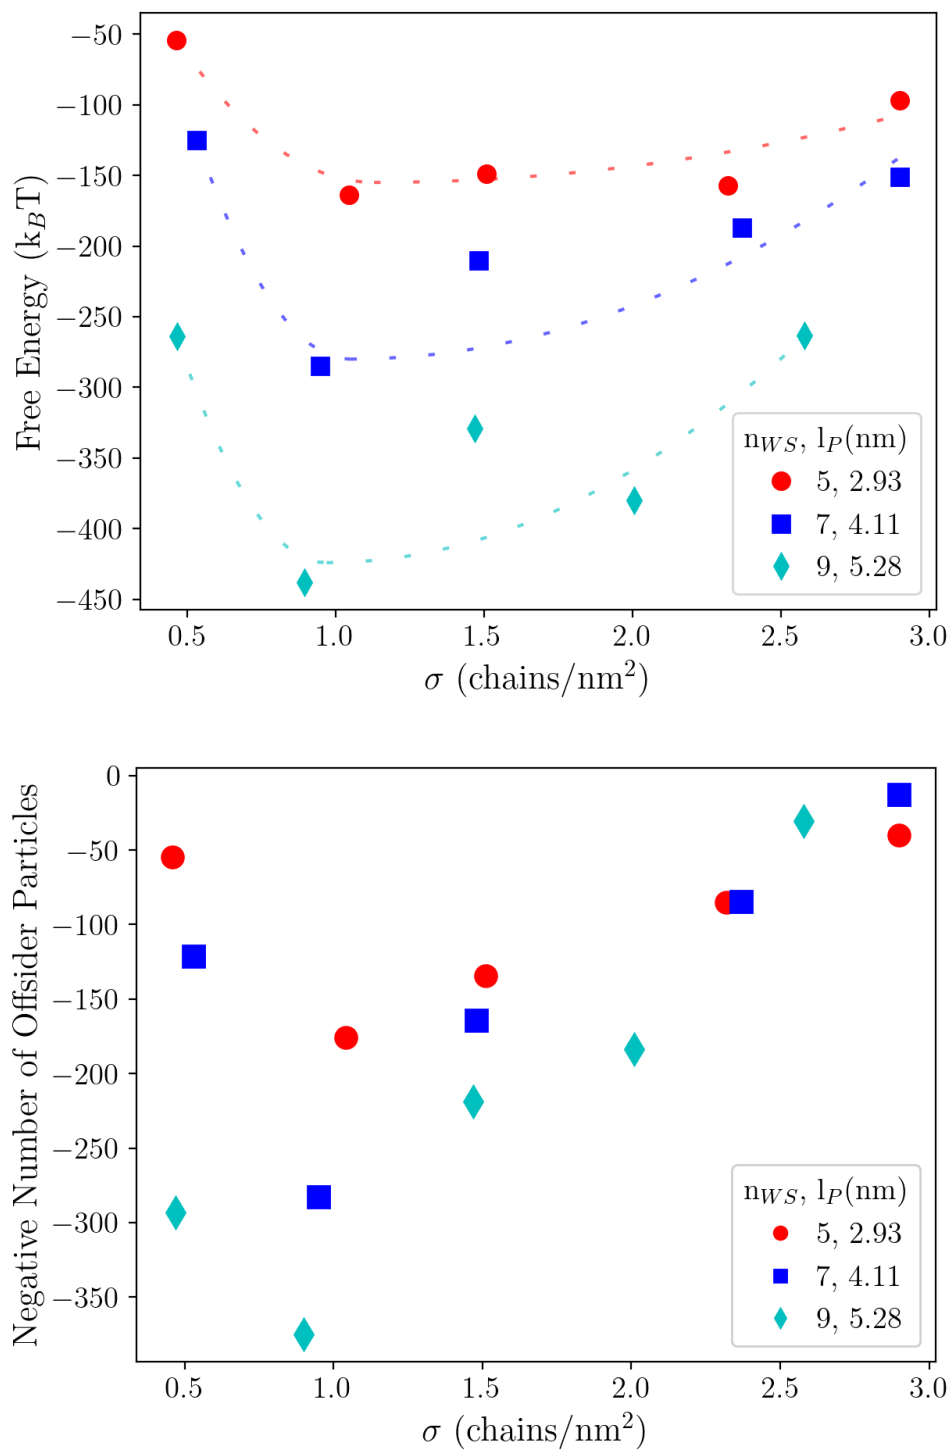 Free Energy (k_BT)
−50
−100
−150
−200
−250
−300
−350
−400
−450
n_WS, l_P(nm)
5, 2.93
7, 4.11
9, 5.28
0.5 1.0 1.5 2.0 2.5 3.0
σ (chains/nm²)
Negative Number of Offsider Particles
0
−50
−100
−150
−200
−250
−300
−350
n_WS, l_P(nm)
5, 2.93
7, 4.11
9, 5.28
0.5 1.0 1.5 2.0 2.5 3.0
σ (chains/nm²)